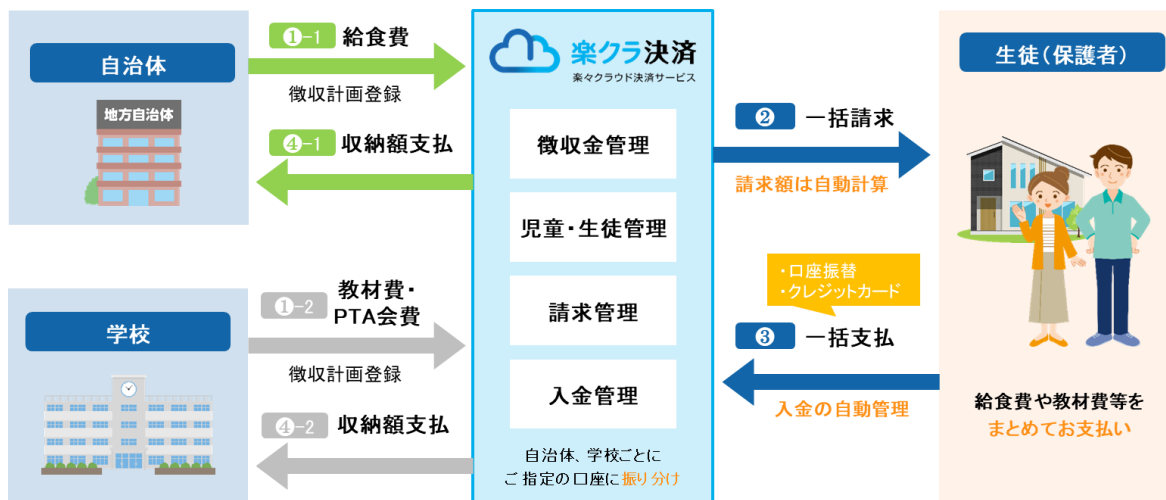 自治体
地方自治体
❶-1 給食費
徴収計画登録
❹-1 収納額支払
学校
❶-2 教材費・
PTA会費
徴収計画登録
❹-2 収納額支払
楽クラ決済
楽々クラウド決済サービス
徴収金管理
児童・生徒管理
請求管理
入金管理
自治体、学校ごとに
ご指定の口座に振り分け
❷ 一括請求
請求額は自動計算
・口座振替
・クレジットカード
❸ 一括支払
入金の自動管理
生徒(保護者)
給食費や教材費等を
まとめてお支払い